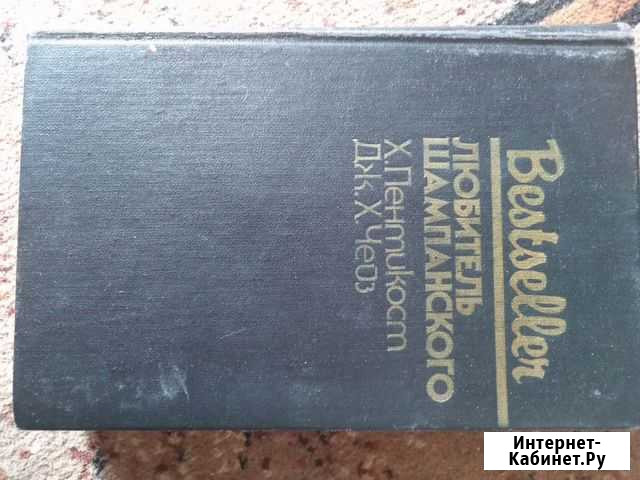 Bestseller
ЛЮБИТЕЛЬ
ШАМПАНСКОГО
Х. Пентикост
Дж. Х. Чейз
Интернет-
Кабинет.Ру